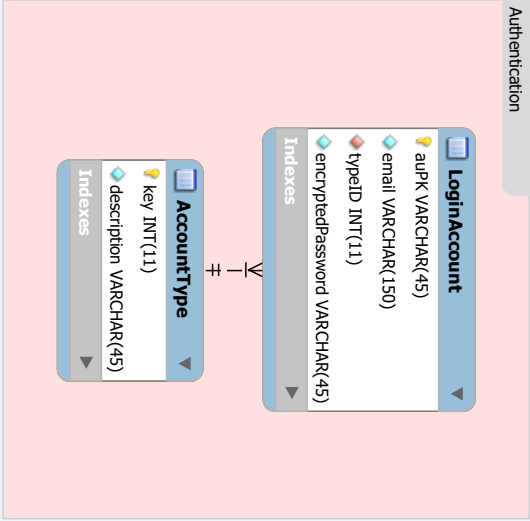 Authentication
LoginAccount
auPK VARCHAR(45)
email VARCHAR(150)
typeID INT(11)
encryptedPassword VARCHAR(45)
Indexes
AccountType
key INT(11)
description VARCHAR(45)
Indexes